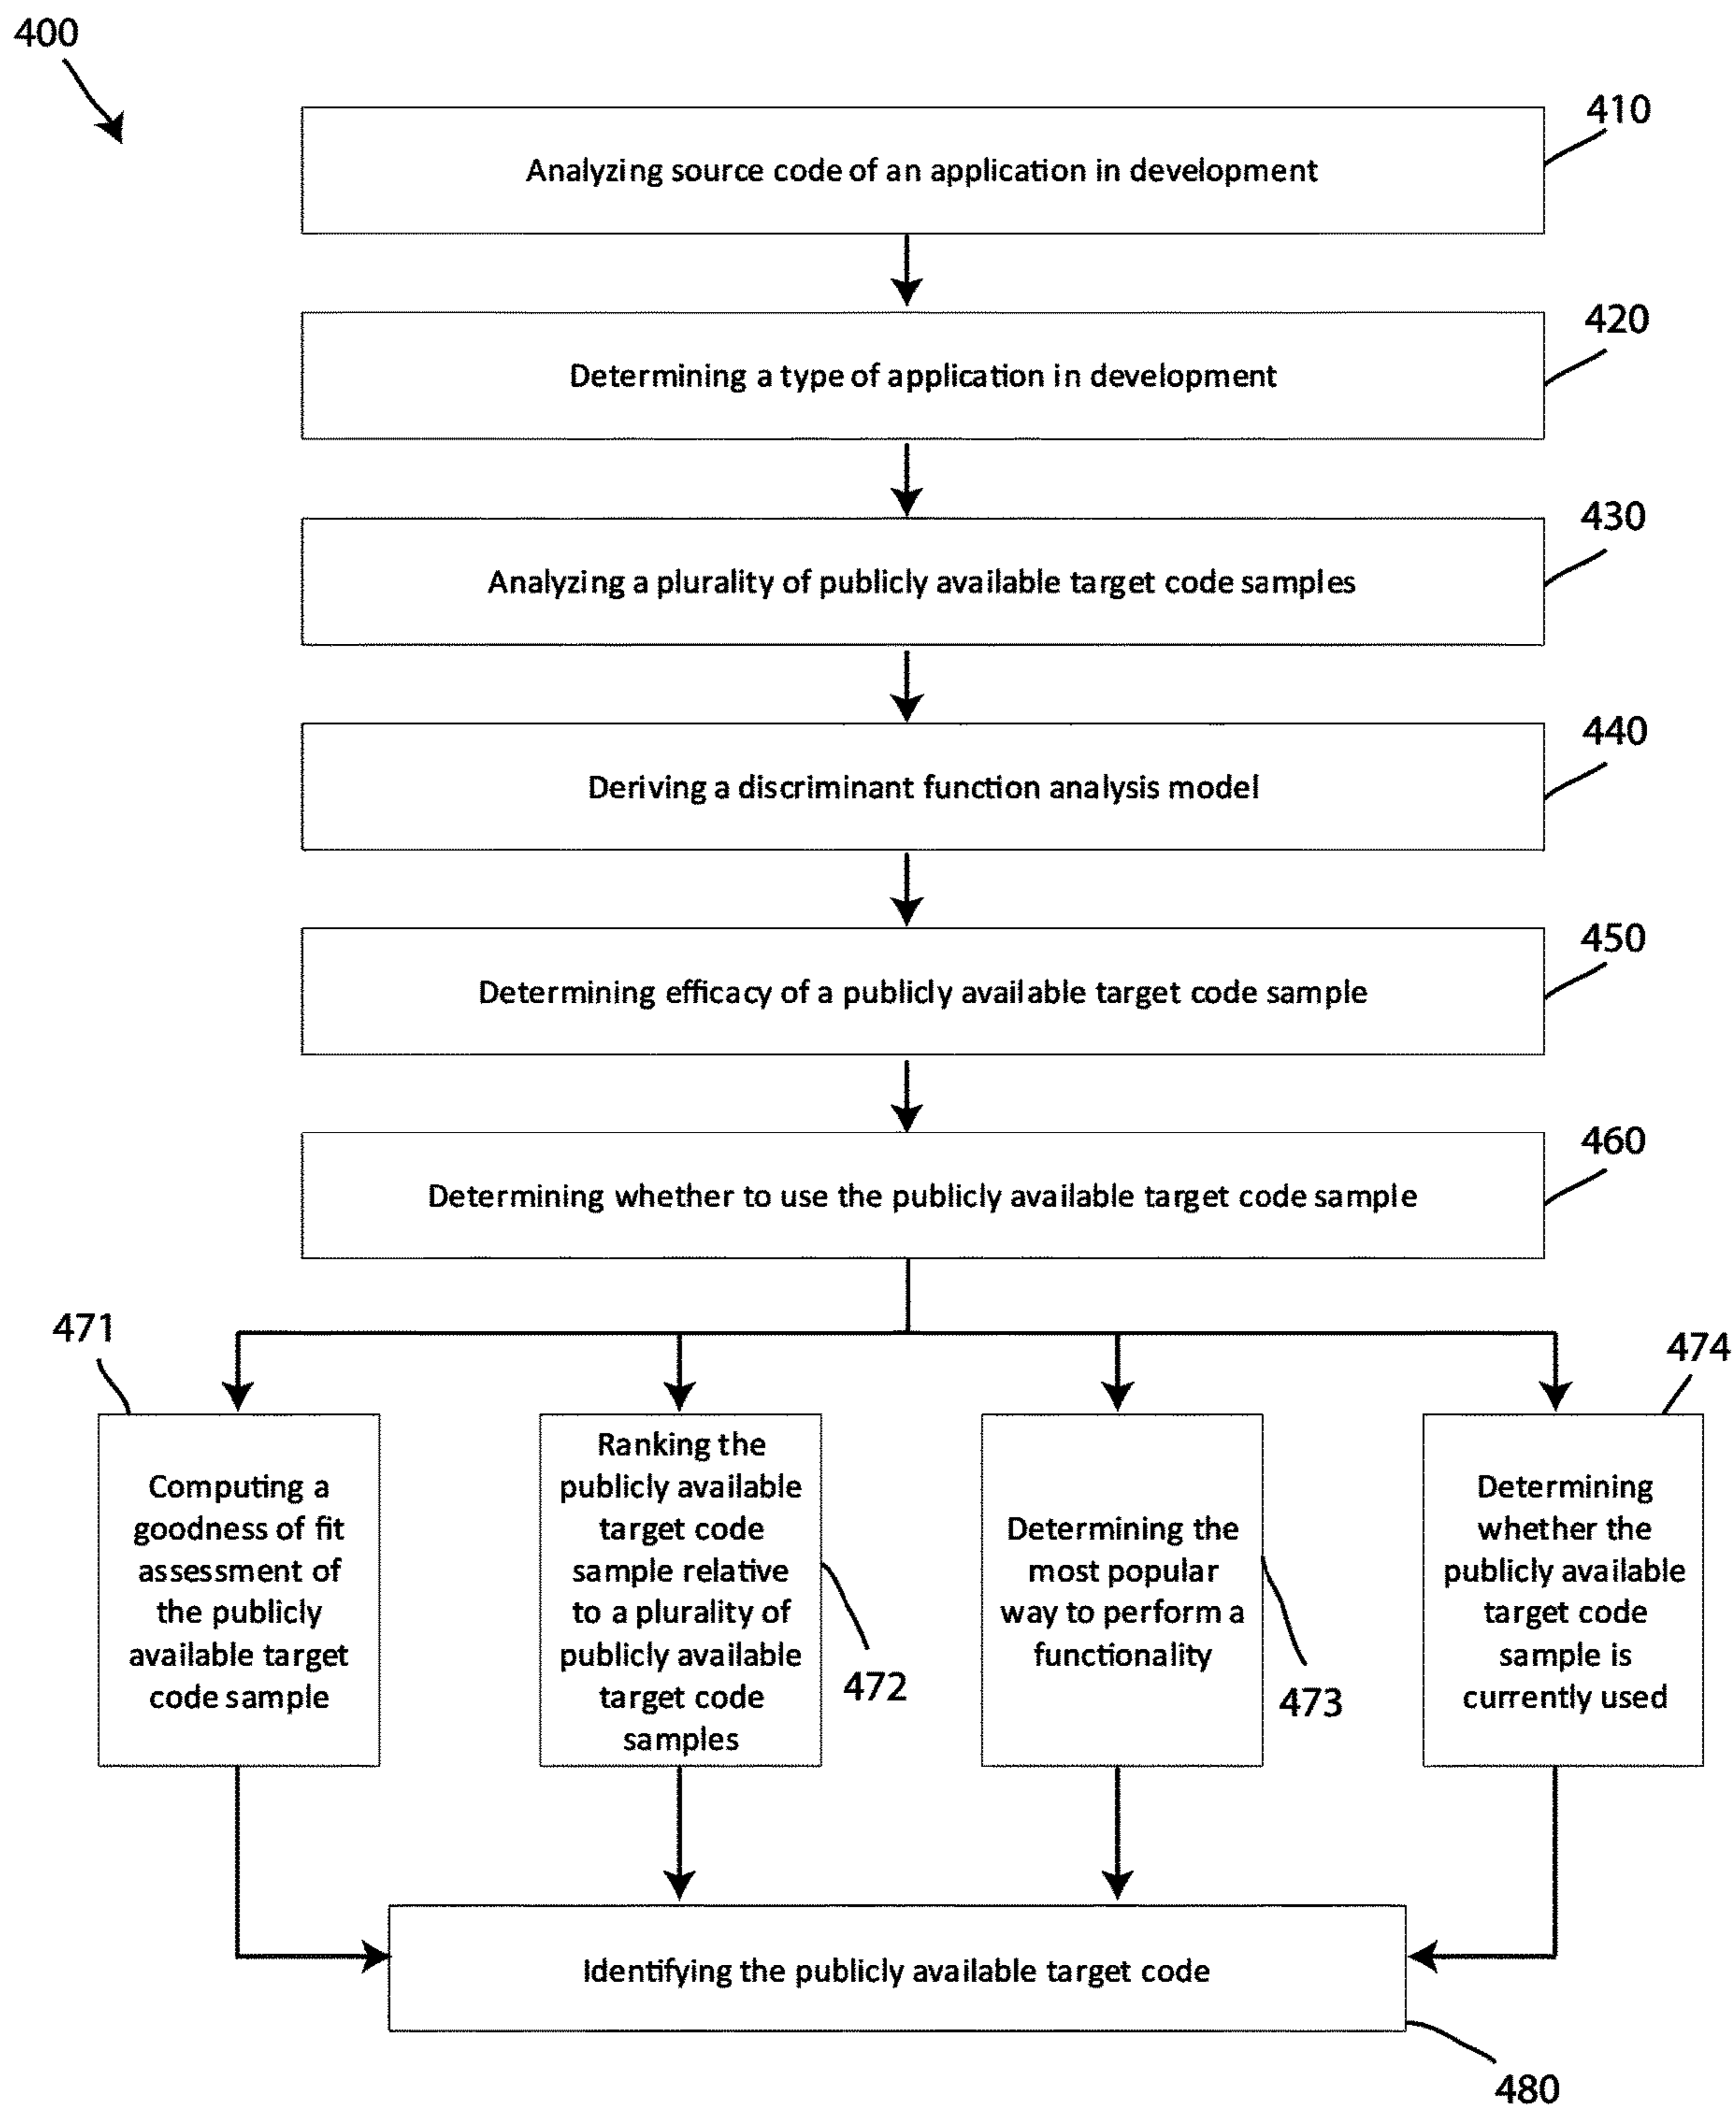 400
410
Analyzing source code of an application in development
420
Determining a type of application in development
430
Analyzing a plurality of publicly available target code samples
440
Deriving a discriminant function analysis model
450
Determining efficacy of a publicly available target code sample
460
Determining whether to use the publicly available target code sample
471
Computing a
goodness of fit
assessment of
the publicly
available target
code sample
Ranking the
publicly available
target code
sample relative
to a plurality of
publicly available
target code
samples
472
Determining the
most popular
way to perform a
functionality
473
474
Determining
whether the
publicly available
target code
sample is
currently used
Identifying the publicly available target code
480